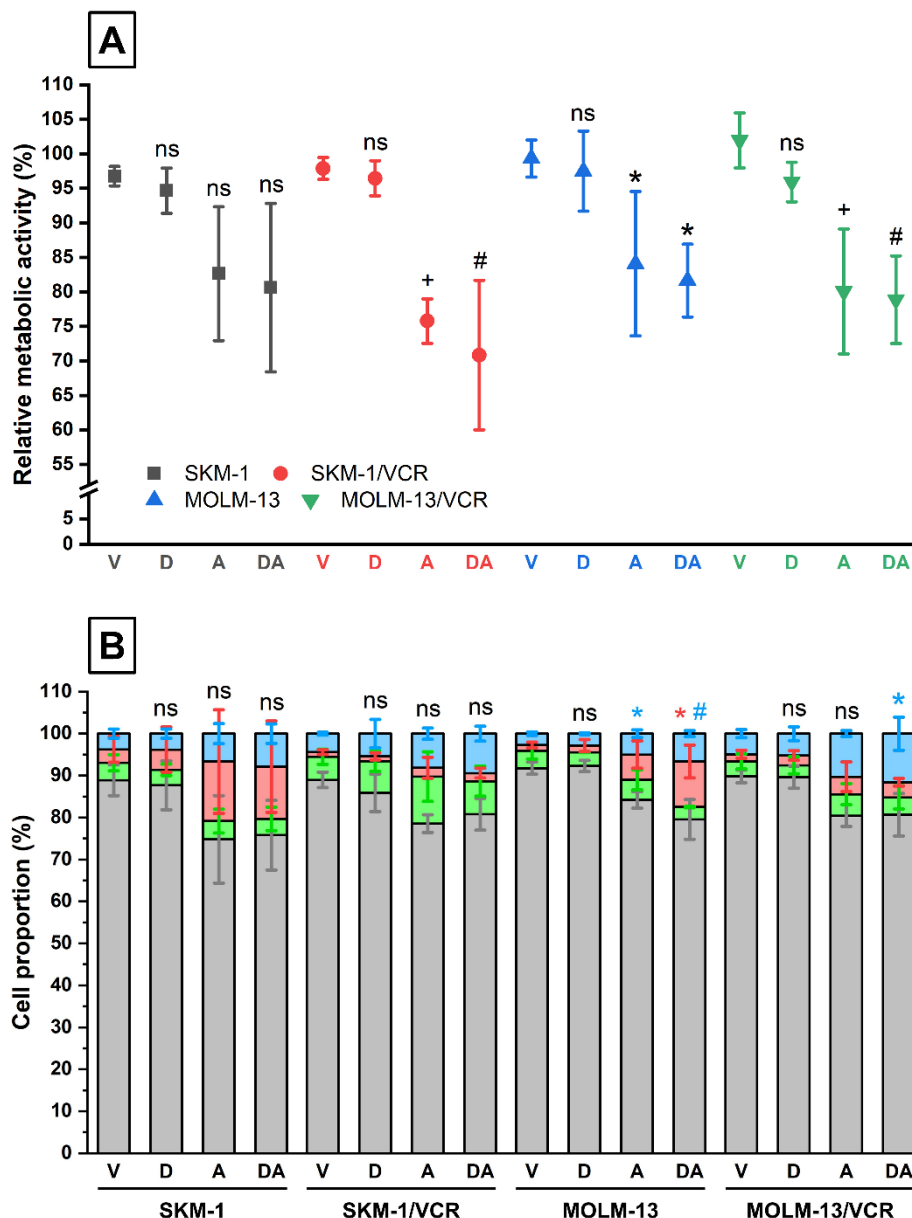 A
Relative metabolic activity (%)
110
105
100
95
90
85
80
75
70
65
60
55
5
0
ns
ns
ns
ns
+
#
ns
*
*
ns
+
#
SKM-1
SKM-1/VCR
MOLM-13
MOLM-13/VCR
V D A DA V D A DA V D A DA V D A DA
B
Cell proportion (%)
110
100
90
80
70
60
50
40
30
20
10
0
ns ns ns ns ns ns ns * * # ns ns *
V D A DA V D A DA V D A DA V D A DA
SKM-1 SKM-1/VCR MOLM-13 MOLM-13/VCR